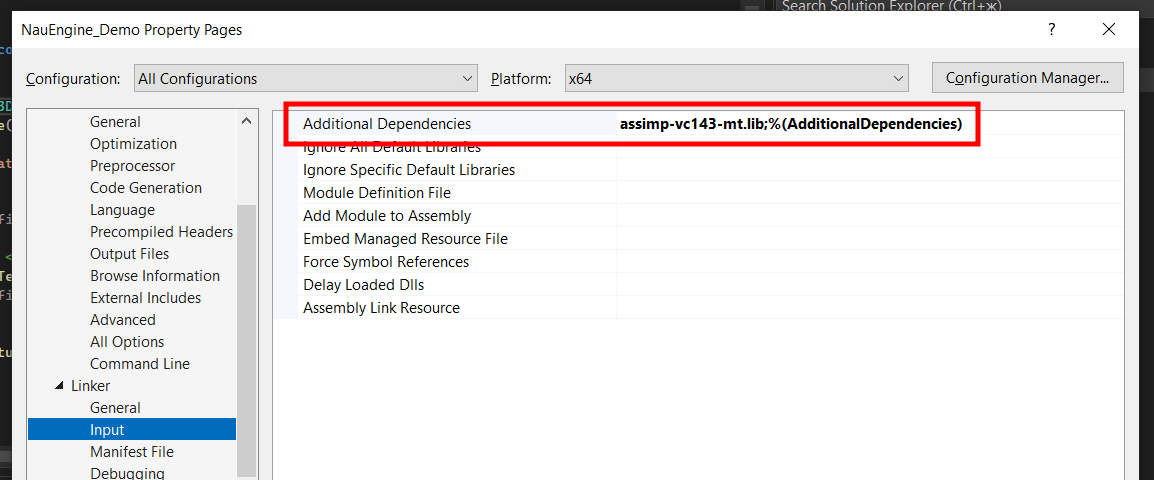 Search Solution Explorer (Ctrl+ж)
NauEngine_Demo Property Pages
?
Configuration:
All Configurations
Platform:
x64
Configuration Manager...
General
Optimization
Preprocessor
Code Generation
Language
Precompiled Headers
Output Files
Browse Information
External Includes
Advanced
All Options
Command Line
Linker
General
Input
Manifest File
Debugging
Additional Dependencies
assimp-vc143-mt.lib;%(AdditionalDependencies)
Ignore All Default Libraries
Ignore Specific Default Libraries
Module Definition File
Add Module to Assembly
Embed Managed Resource File
Force Symbol References
Delay Loaded Dlls
Assembly Link Resource